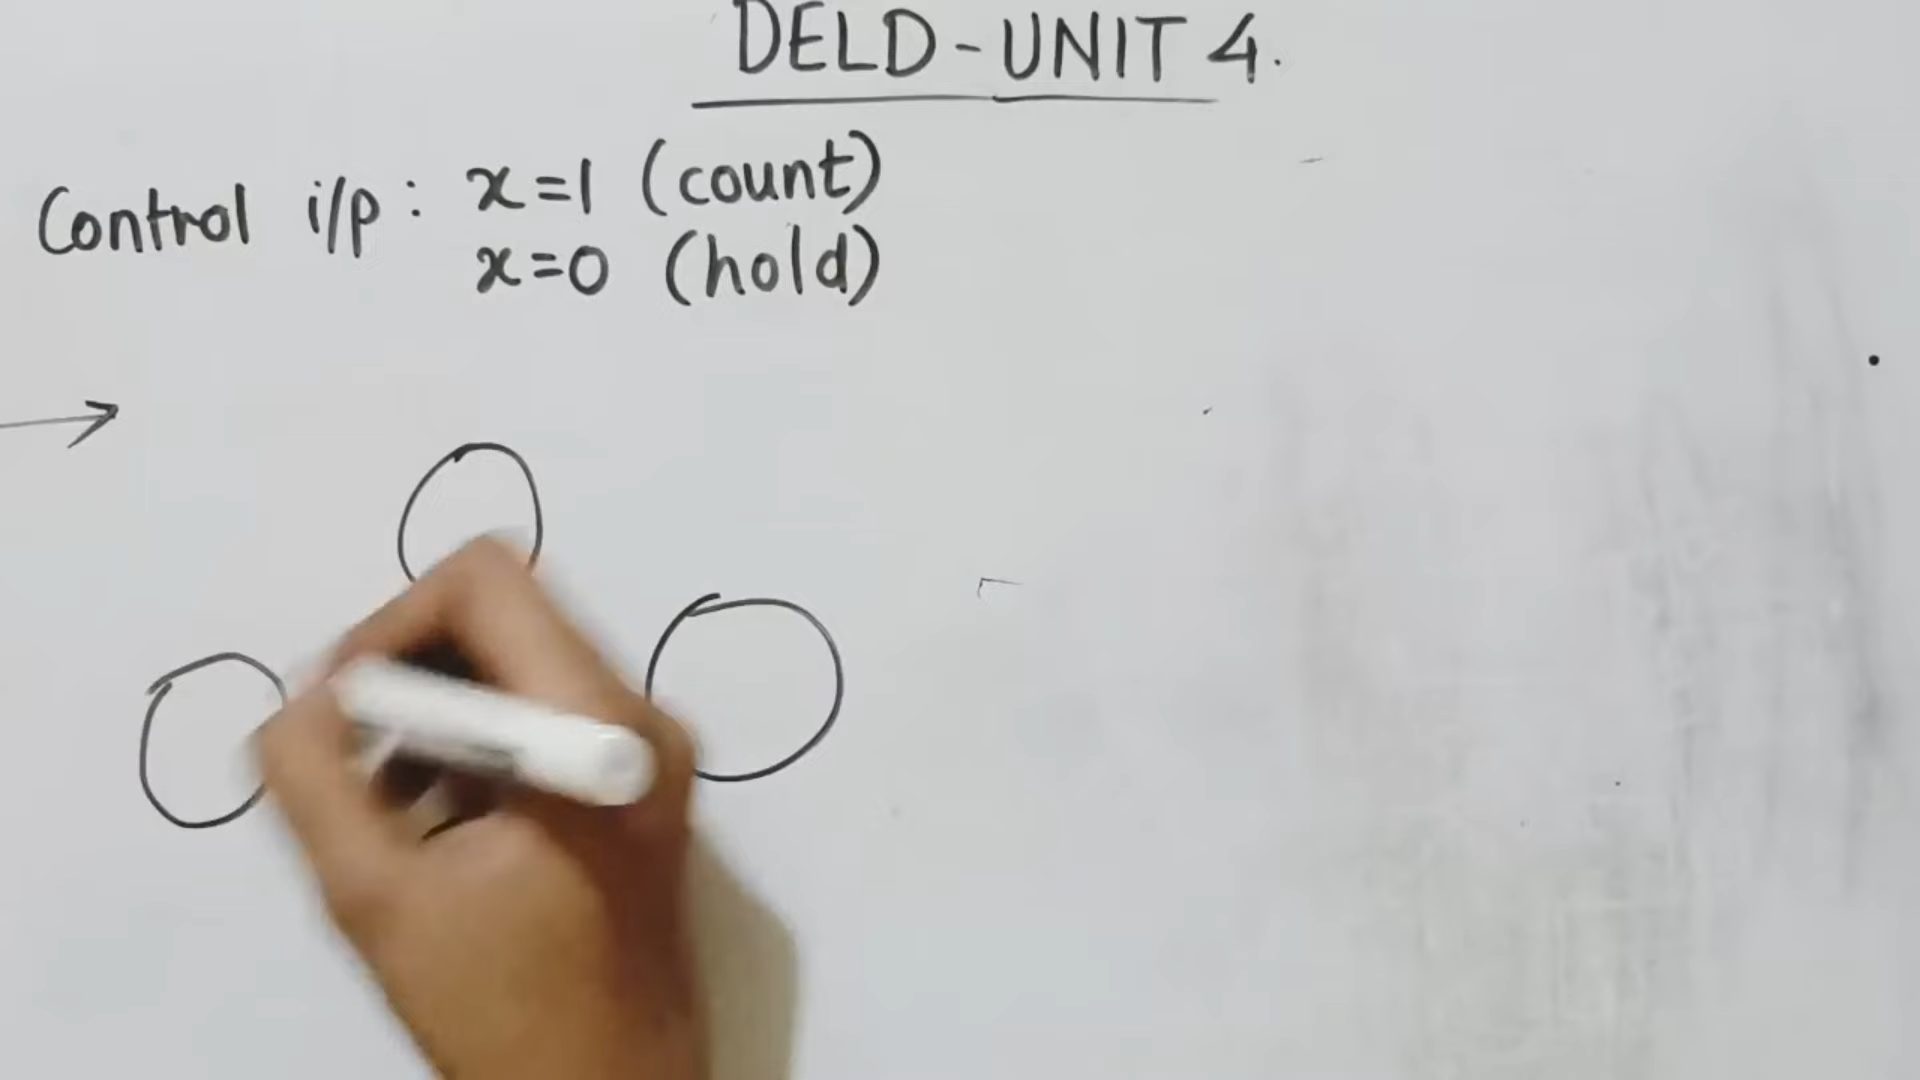 DELD-UNIT 4.
Control i/p : x=1 (count)
x=0 (hold)